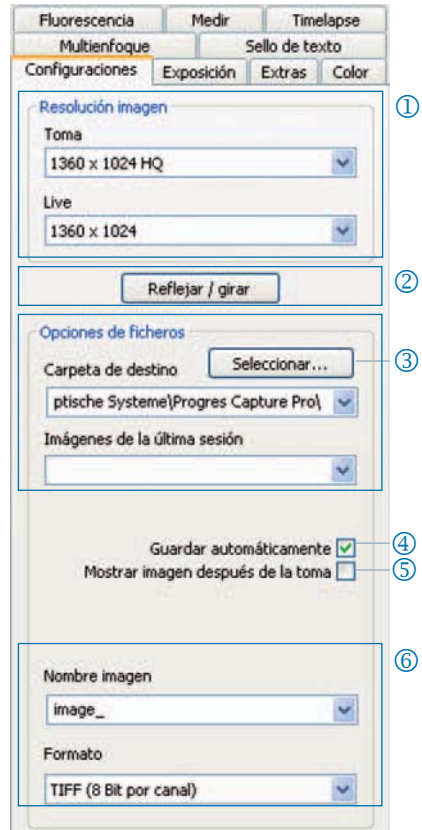 Fluorescencia Medir Timelapse
Multienfoque Sello de texto
Configuraciones Exposición Extras Color
Resolución imagen
①
Toma
1360 x 1024 HQ
Live
1360 x 1024
Reflejar / girar
②
Opciones de ficheros
Carpeta de destino Seleccionar...
③
ptische Systeme\Progres Capture Pro\
Imágenes de la última sesión
Guardar automáticamente
④
Mostrar imagen después de la toma
⑤
⑥
Nombre imagen
image_
Formato
TIFF (8 Bit por canal)